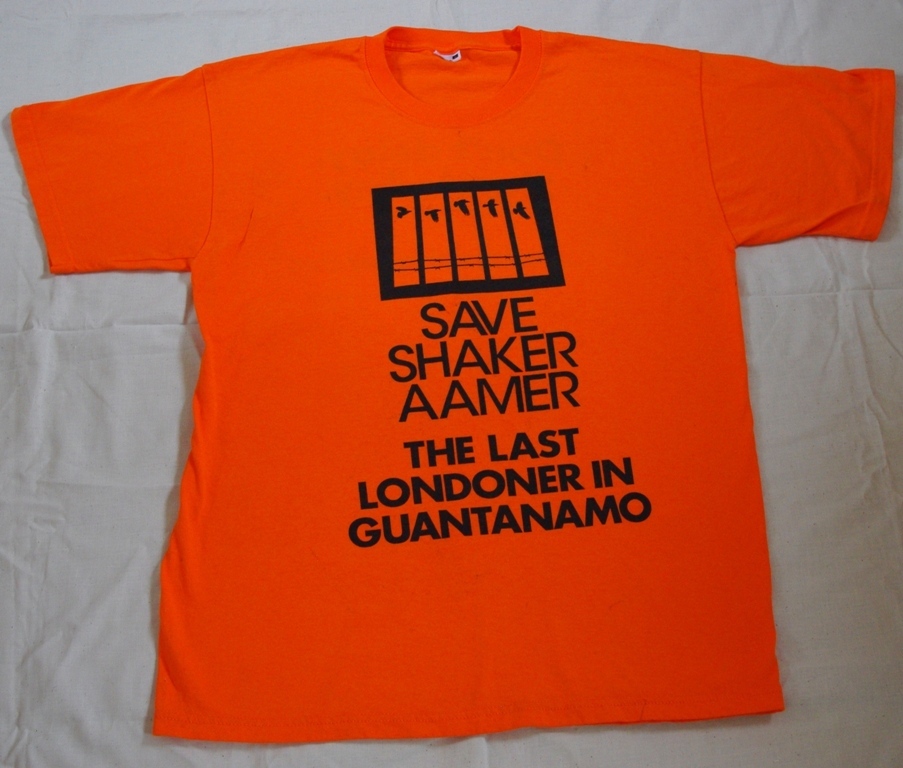 SAVE
SHAKER
AAMER
THE LAST
LONDONER IN
GUANTANAMO